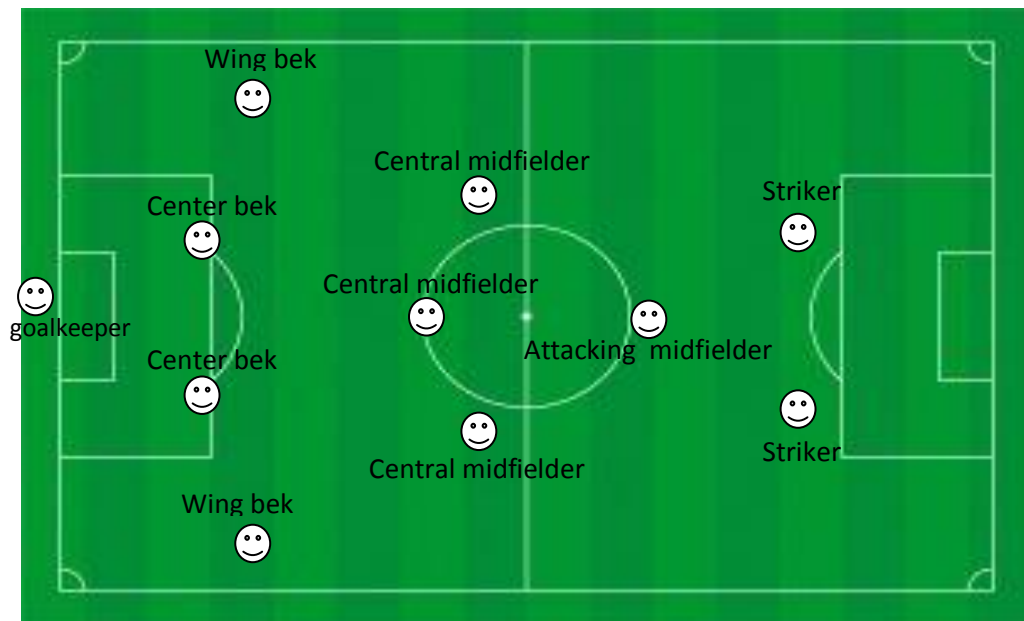 Wing bek
Central midfielder
Striker
Center bek
Central midfielder
goalkeeper
Attacking  midfielder
Center bek
Striker
Central midfielder
Wing bek